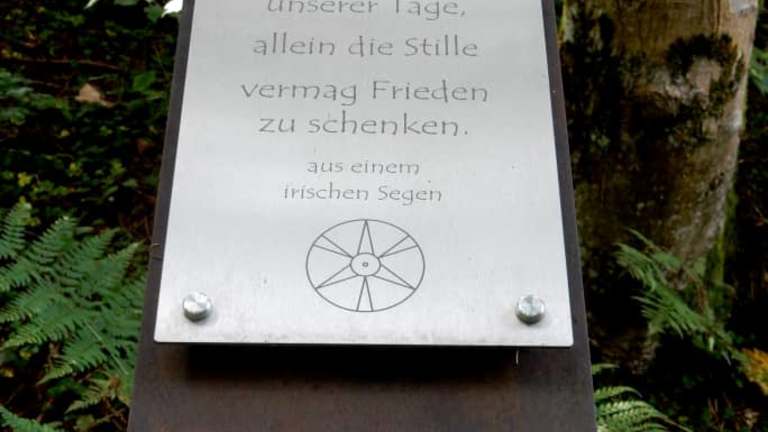 unserer Tage,
allein die Stille
vermag Frieden
zu schenken.
aus einem
irischen Segen